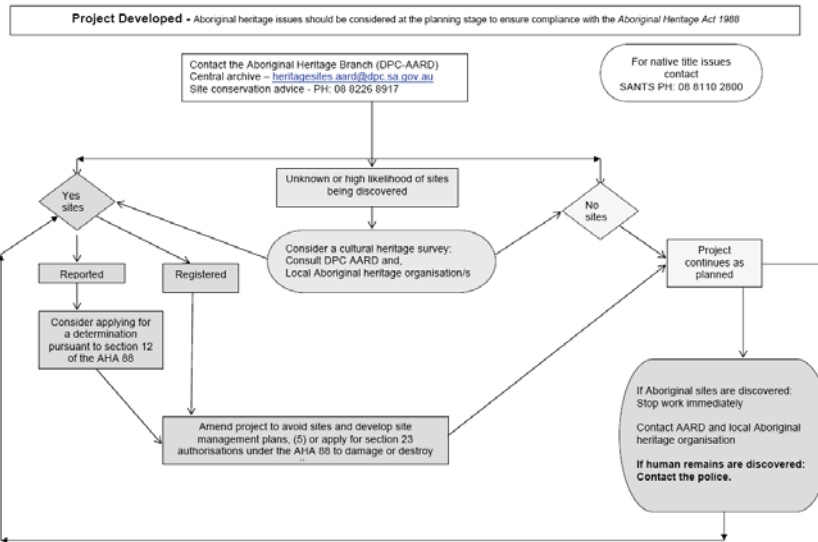 Project Developed - Aboriginal heritage issues should be considered at the planning stage to ensure compliance with the Aboriginal Heritage Act 1988
Contact the Aboriginal Heritage Branch (DPC-AARD)
Central archive – heritagesites.aard@dpc.sa.gov.au
Site conservation advice - PH: 08 8226 8917
For native title issues
contact
SANTS PH: 08 8110 2800
Yes
sites
Unknown or high likelihood of sites
being discovered
No
sites
Consider a cultural heritage survey:
Consult DPC AARD and,
Local Aboriginal heritage organisation/s
Project
continues as
planned
Reported
Registered
Consider applying for
a determination
pursuant to section 12
of the AHA 88
Amend project to avoid sites and develop site
management plans, (5) or apply for section 23
authorisations under the AHA 88 to damage or destroy
If Aboriginal sites are discovered:
Stop work immediately
Contact AARD and local Aboriginal
heritage organisation
If human remains are discovered:
Contact the police.